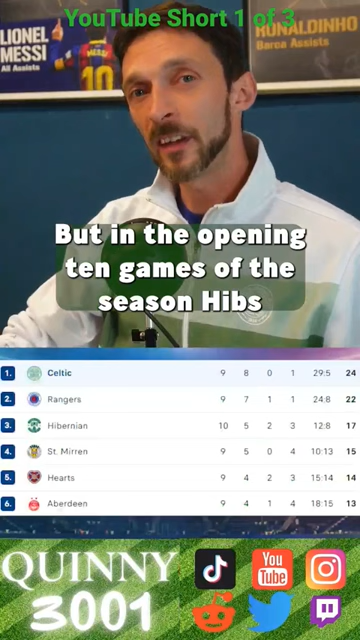 YouTube Short 1 of 3
LIONEL
MESSI
All Assists
RONALDINHO
Barca Assists
10
But in the opening
ten games of the
season Hibs
1. Celtic 9 8 0 1 29:5 24
2. Rangers 9 7 1 1 24:8 22
3. Hibernian 10 5 2 3 12:8 17
4. St. Mirren 9 5 0 4 10:13 15
5. Hearts 9 4 2 3 15:14 14
6. Aberdeen 9 4 1 4 18:15 13
QUINNY
3001
You
Tube